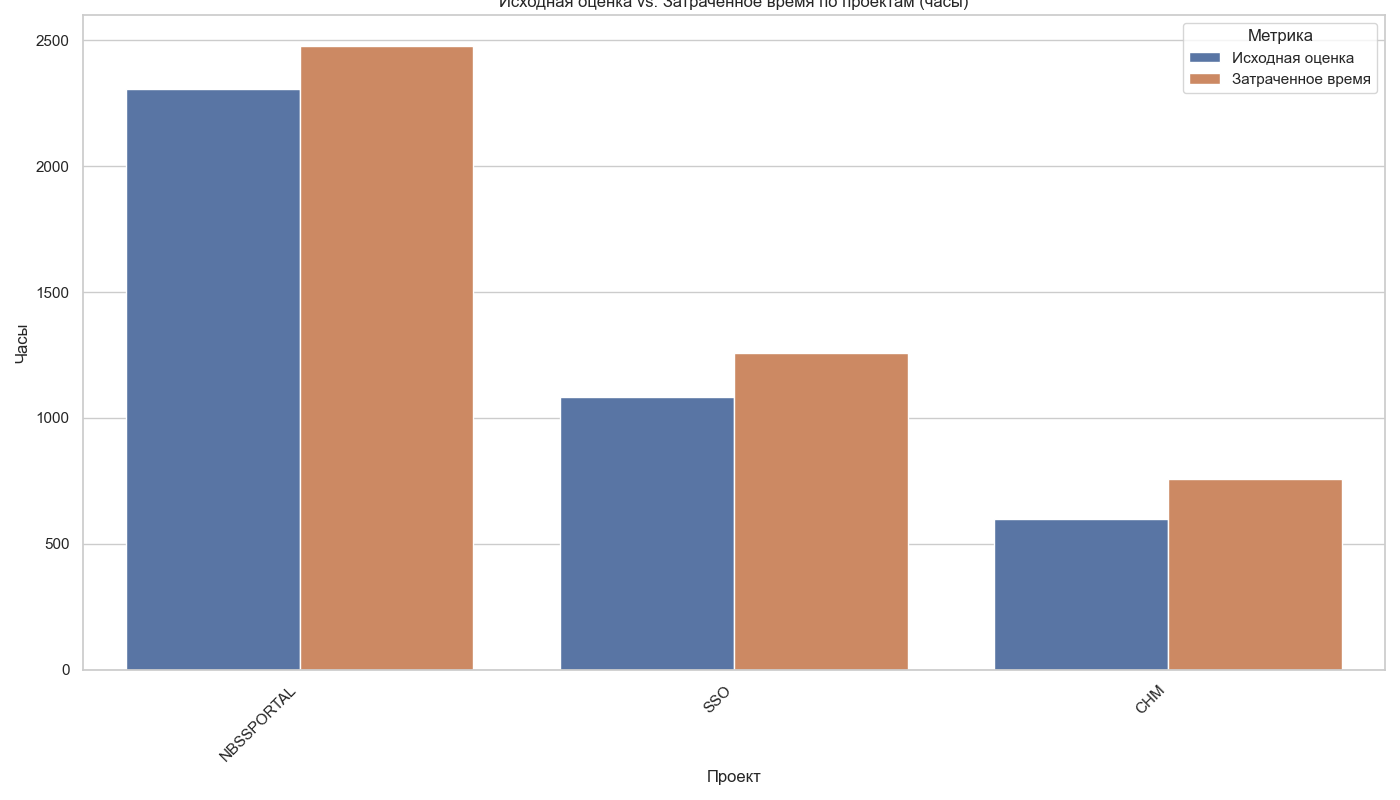 Исходная оценка vs. Затраченное время по проектам (часы)
Метрика
Исходная оценка
Затраченное время
2500
2000
1500
1000
500
0
Часы
NBSSPORTAL
SSO
CHM
Проект